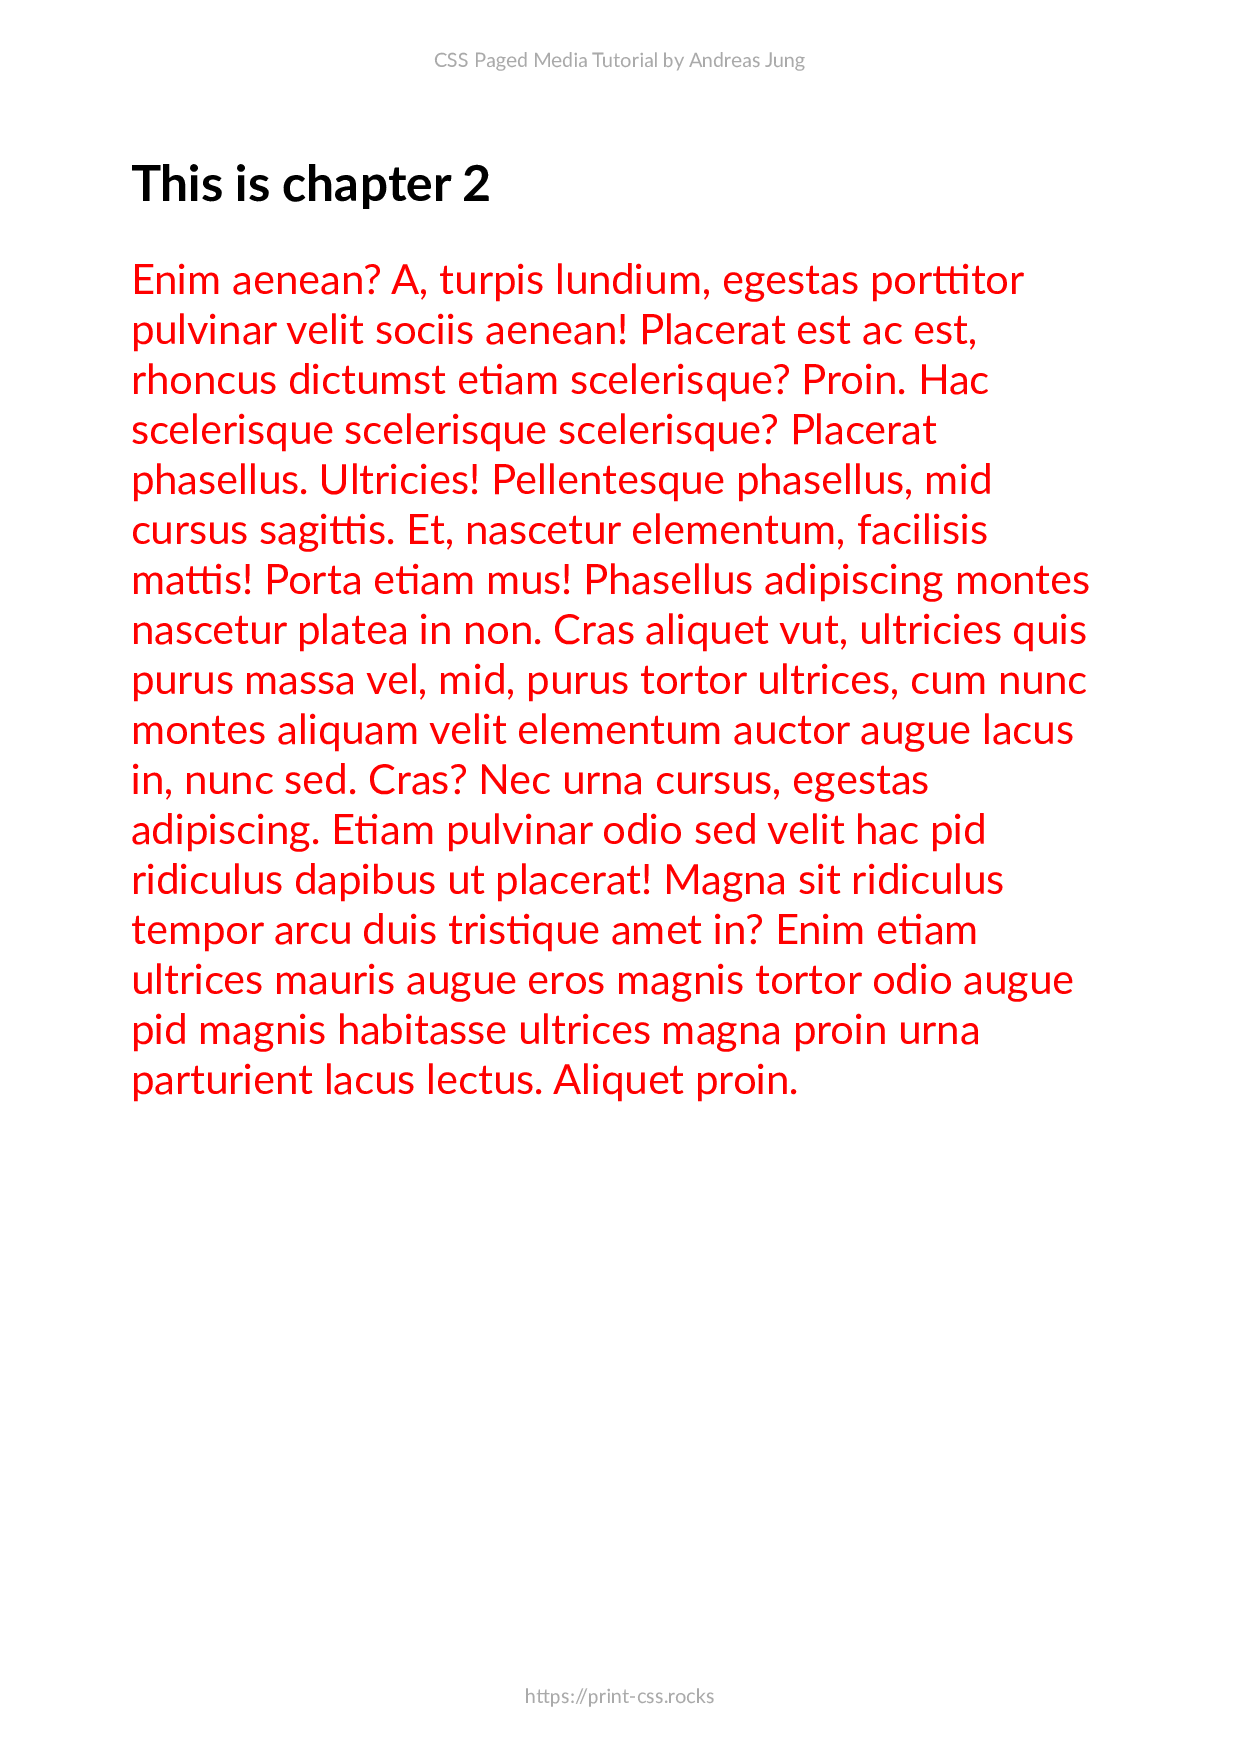 CSS Paged Media Tutorial by Andreas Jung
This is chapter 2
Enim aenean? A, turpis lundium, egestas porttitor
pulvinar velit sociis aenean! Placerat est ac est,
rhoncus dictumst etiam scelerisque? Proin. Hac
scelerisque scelerisque scelerisque? Placerat
phasellus. Ultricies! Pellentesque phasellus, mid
cursus sagittis. Et, nascetur elementum, facilisis
mattis! Porta etiam mus! Phasellus adipiscing montes
nascetur platea in non. Cras aliquet vut, ultricies quis
purus massa vel, mid, purus tortor ultrices, cum nunc
montes aliquam velit elementum auctor augue lacus
in, nunc sed. Cras? Nec urna cursus, egestas
adipiscing. Etiam pulvinar odio sed velit hac pid
ridiculus dapibus ut placerat! Magna sit ridiculus
tempor arcu duis tristique amet in? Enim etiam
ultrices mauris augue eros magnis tortor odio augue
pid magnis habitasse ultrices magna proin urna
parturient lacus lectus. Aliquet proin.
https://print-css.rocks